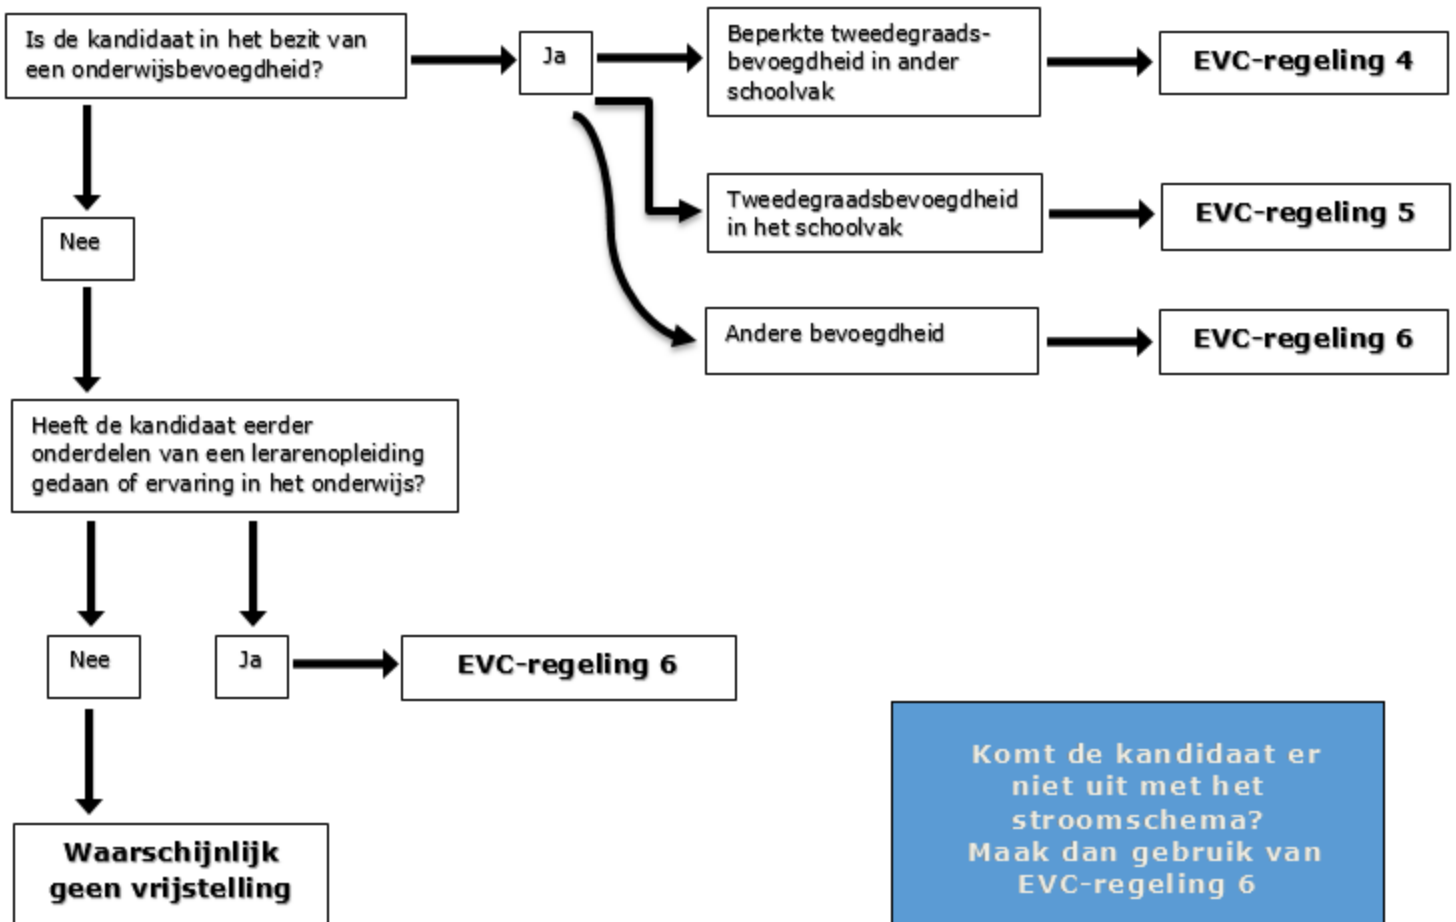 Is de kandidaat in het bezit van
een onderwijsbevoegdheid?
Ja
Beperkte tweedegraads-
bevoegdheid in ander
schoolvak
EVC-regeling 4
Tweedegraadsbevoegdheid
in het schoolvak
EVC-regeling 5
Nee
Andere bevoegdheid
EVC-regeling 6
Heeft de kandidaat eerder
onderdelen van een lerarenopleiding
gedaan of ervaring in het onderwijs?
Nee
Ja
EVC-regeling 6
Waarschijnlijk
geen vrijstelling
Komt de kandidaat er
niet uit met het
stroomschema?
Maak dan gebruik van
EVC-regeling 6